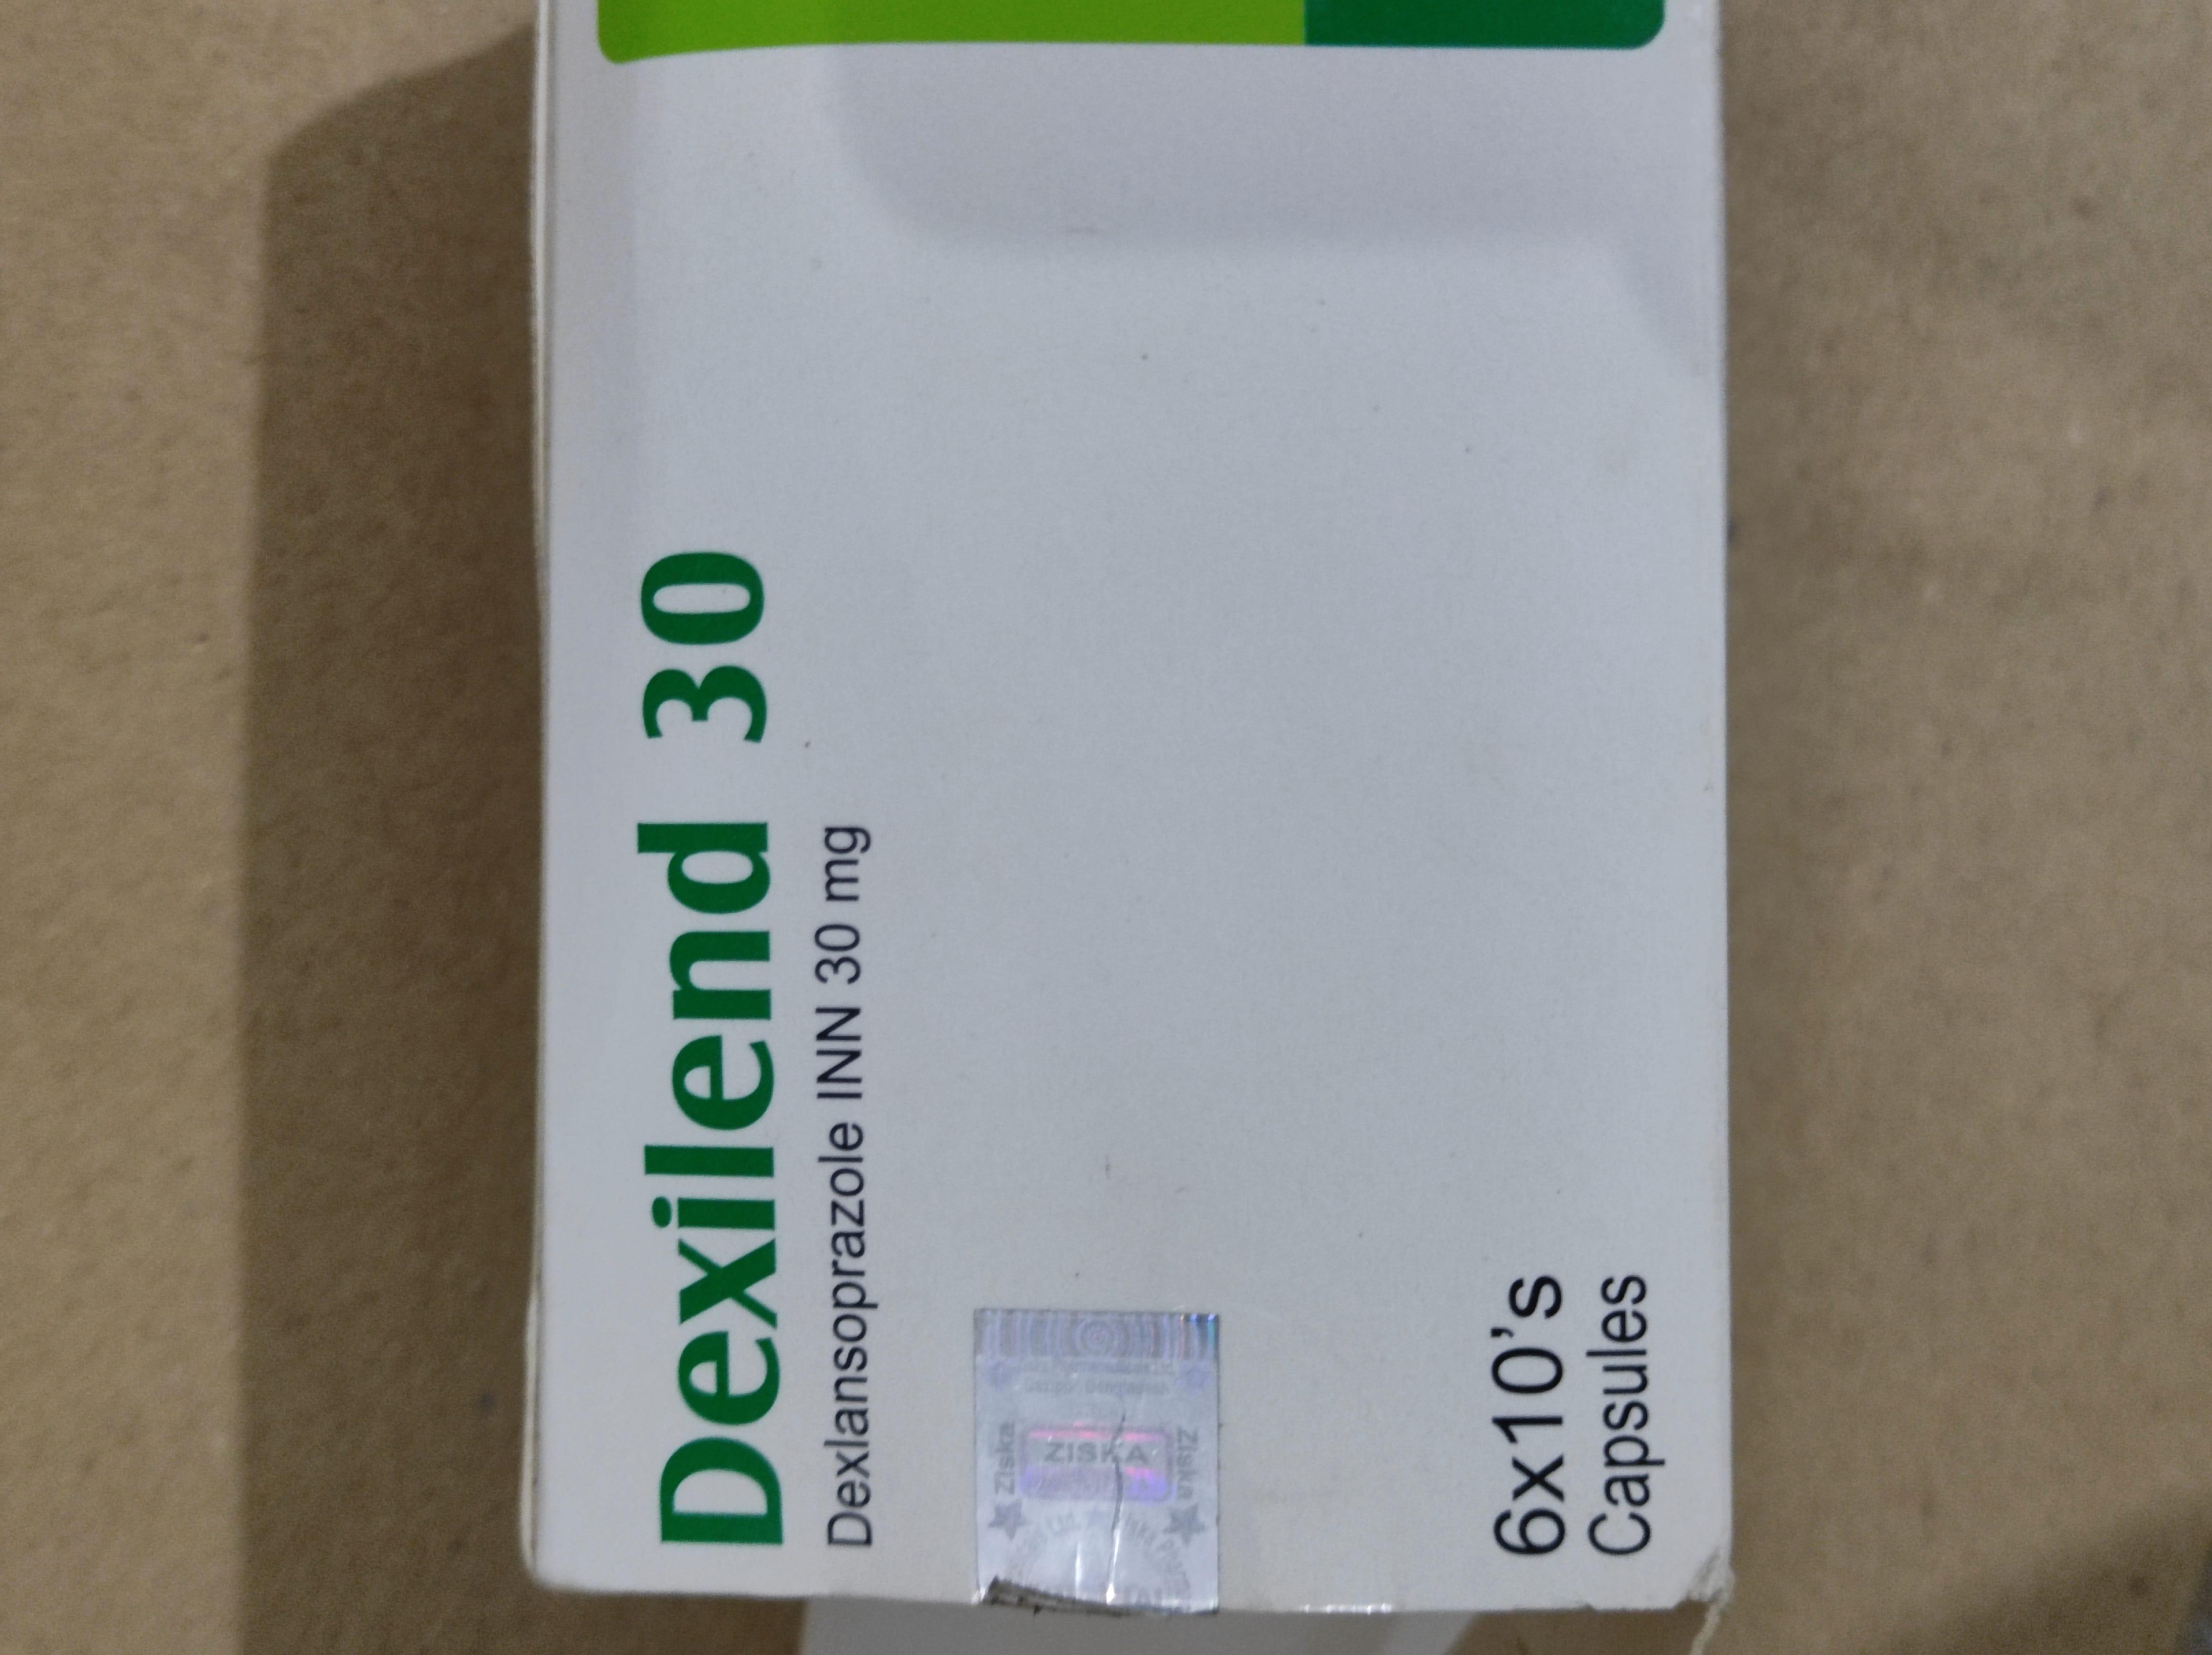 Dexilend 30
Dexlansoprazole INN 30 mg
Ziska
ZISKA
Ziska
6x10's
Capsules